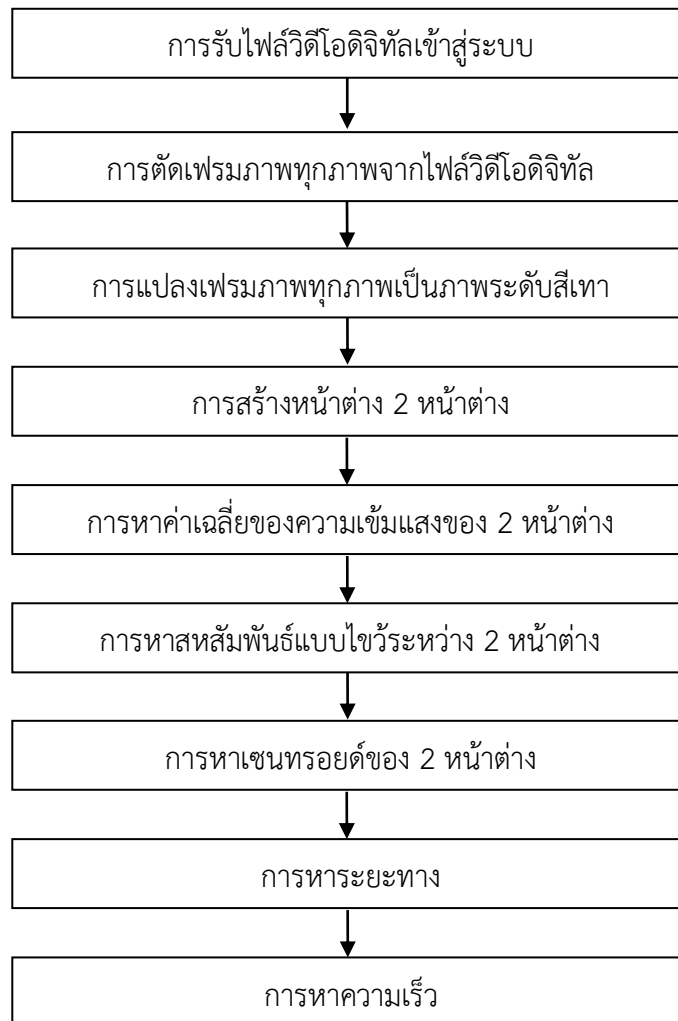 การรับไฟล์วิดีโอดิจิทัลเข้าสู่ระบบ
การตัดเฟรมภาพทุกภาพจากไฟล์วิดีโอดิจิทัล
การแปลงเฟรมภาพทุกภาพเป็นภาพระดับสีเทา
การสร้างหน้าต่าง 2 หน้าต่าง
การหาค่าเฉลี่ยของความเข้มแสงของ 2 หน้าต่าง
การหาสหสัมพันธ์แบบไขว้ระหว่าง 2 หน้าต่าง
การหาเซนทรอยด์ของ 2 หน้าต่าง
การหาระยะทาง
การหาความเร็ว